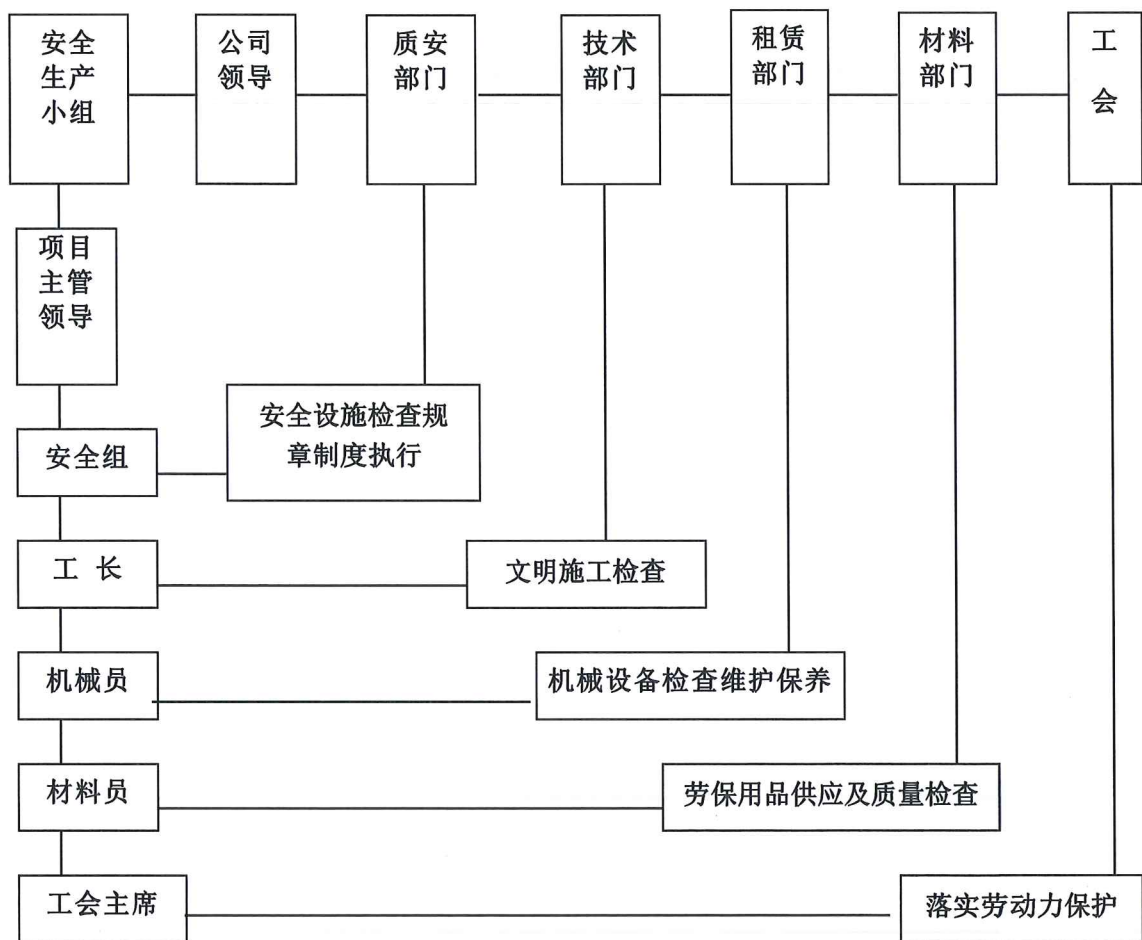 安全
生产
小组
公司
领导
质安
部门
技术
部门
租赁
部门
材料
部门
工
会
项目
主管
领导
安全设施检查规
章制度执行
安全组
工 长
文明施工检查
机械员
机械设备检查维护保养
材料员
劳保用品供应及质量检查
工会主席
落实劳动力保护